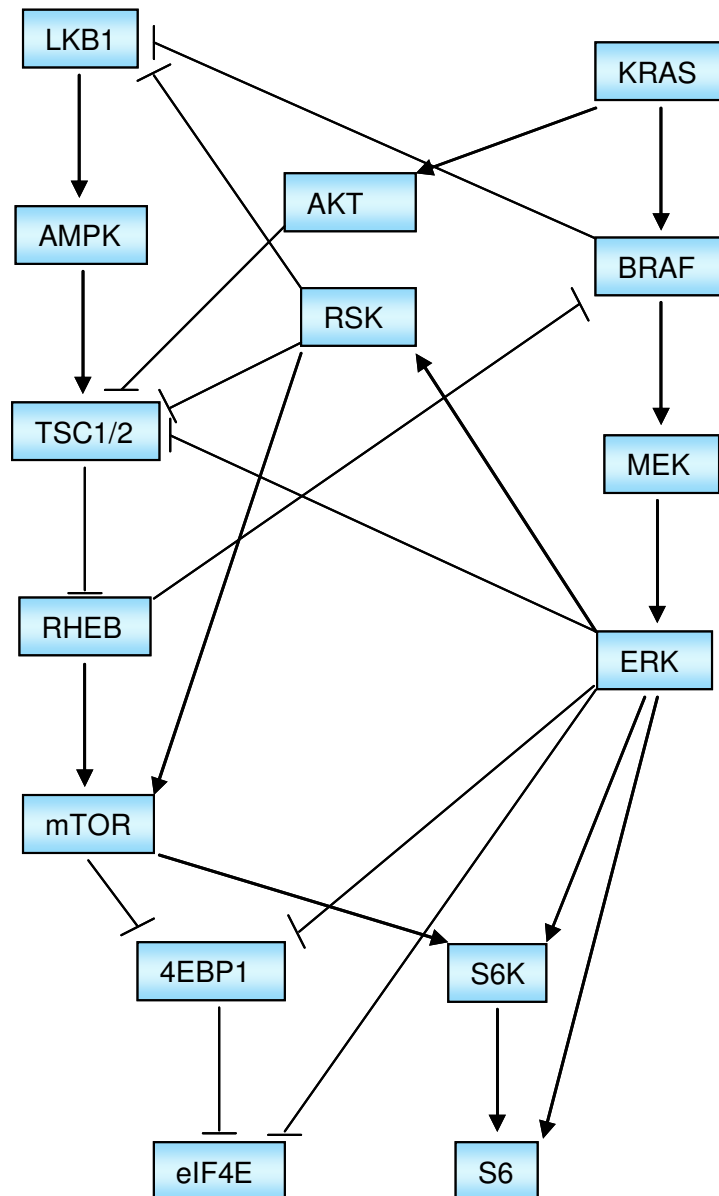 LKB1
KRAS
AKT
AMPK
BRAF
RSK
TSC1/2
MEK
RHEB
ERK
mTOR
4EBP1
S6K
eIF4E
S6